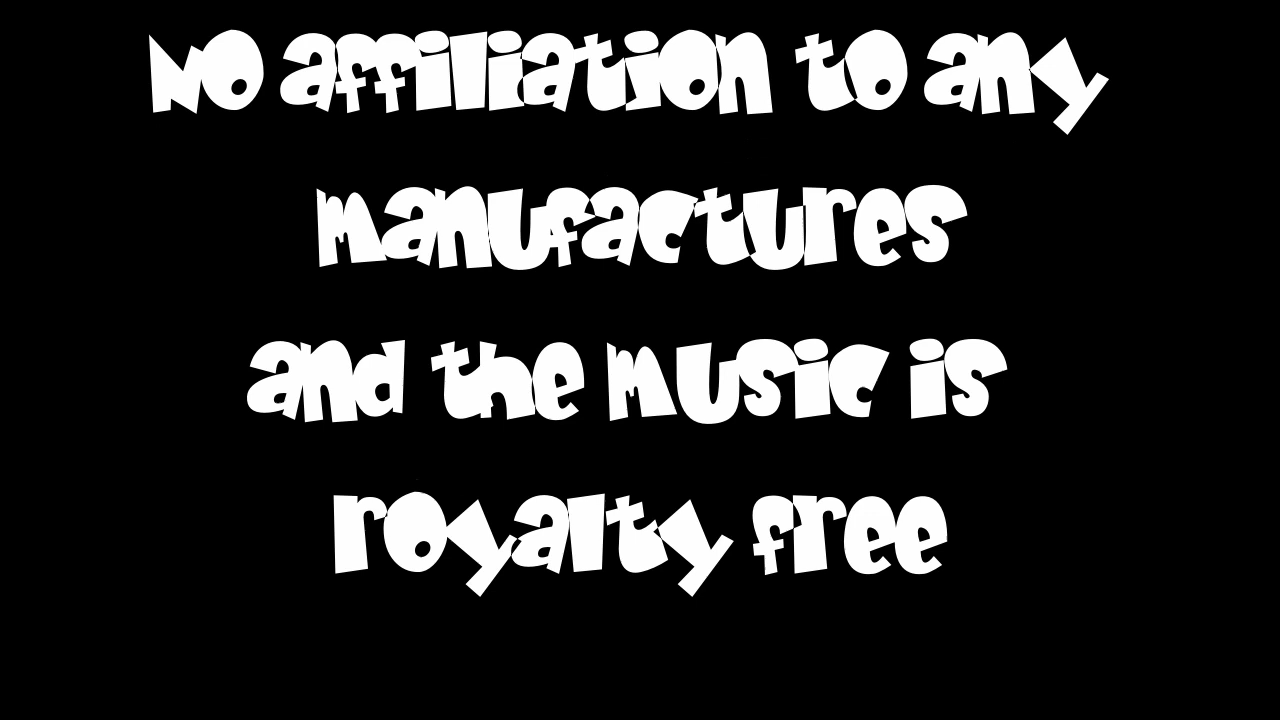 No affiliation to any
manufactures
and the music is
royalty free